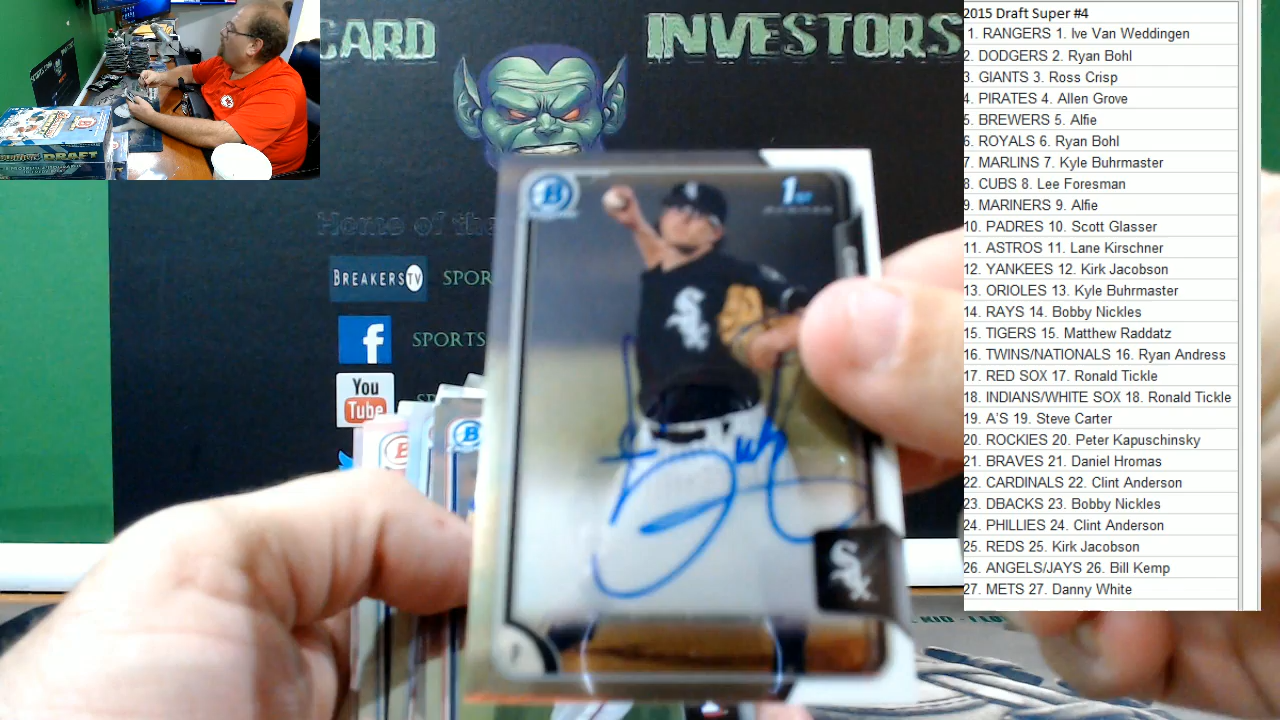 CARD INVESTORS
Home of the
BREAKERS TV SPOR
f SPORTS
You
Tube
B
1ST
B
DRAFT
2015 Draft Super #4
1. RANGERS 1. Ive Van Weddingen
2. DODGERS 2. Ryan Bohl
3. GIANTS 3. Ross Crisp
4. PIRATES 4. Allen Grove
5. BREWERS 5. Alfie
6. ROYALS 6. Ryan Bohl
7. MARLINS 7. Kyle Buhrmaster
8. CUBS 8. Lee Foresman
9. MARINERS 9. Alfie
10. PADRES 10. Scott Glasser
11. ASTROS 11. Lane Kirschner
12. YANKEES 12. Kirk Jacobson
13. ORIOLES 13. Kyle Buhrmaster
14. RAYS 14. Bobby Nickles
15. TIGERS 15. Matthew Raddatz
16. TWINS/NATIONALS 16. Ryan Andress
17. RED SOX 17. Ronald Tickle
18. INDIANS/WHITE SOX 18. Ronald Tickle
19. A'S 19. Steve Carter
20. ROCKIES 20. Peter Kapuschinsky
21. BRAVES 21. Daniel Hromas
22. CARDINALS 22. Clint Anderson
23. DBACKS 23. Bobby Nickles
24. PHILLIES 24. Clint Anderson
25. REDS 25. Kirk Jacobson
26. ANGELS/JAYS 26. Bill Kemp
27. METS 27. Danny White